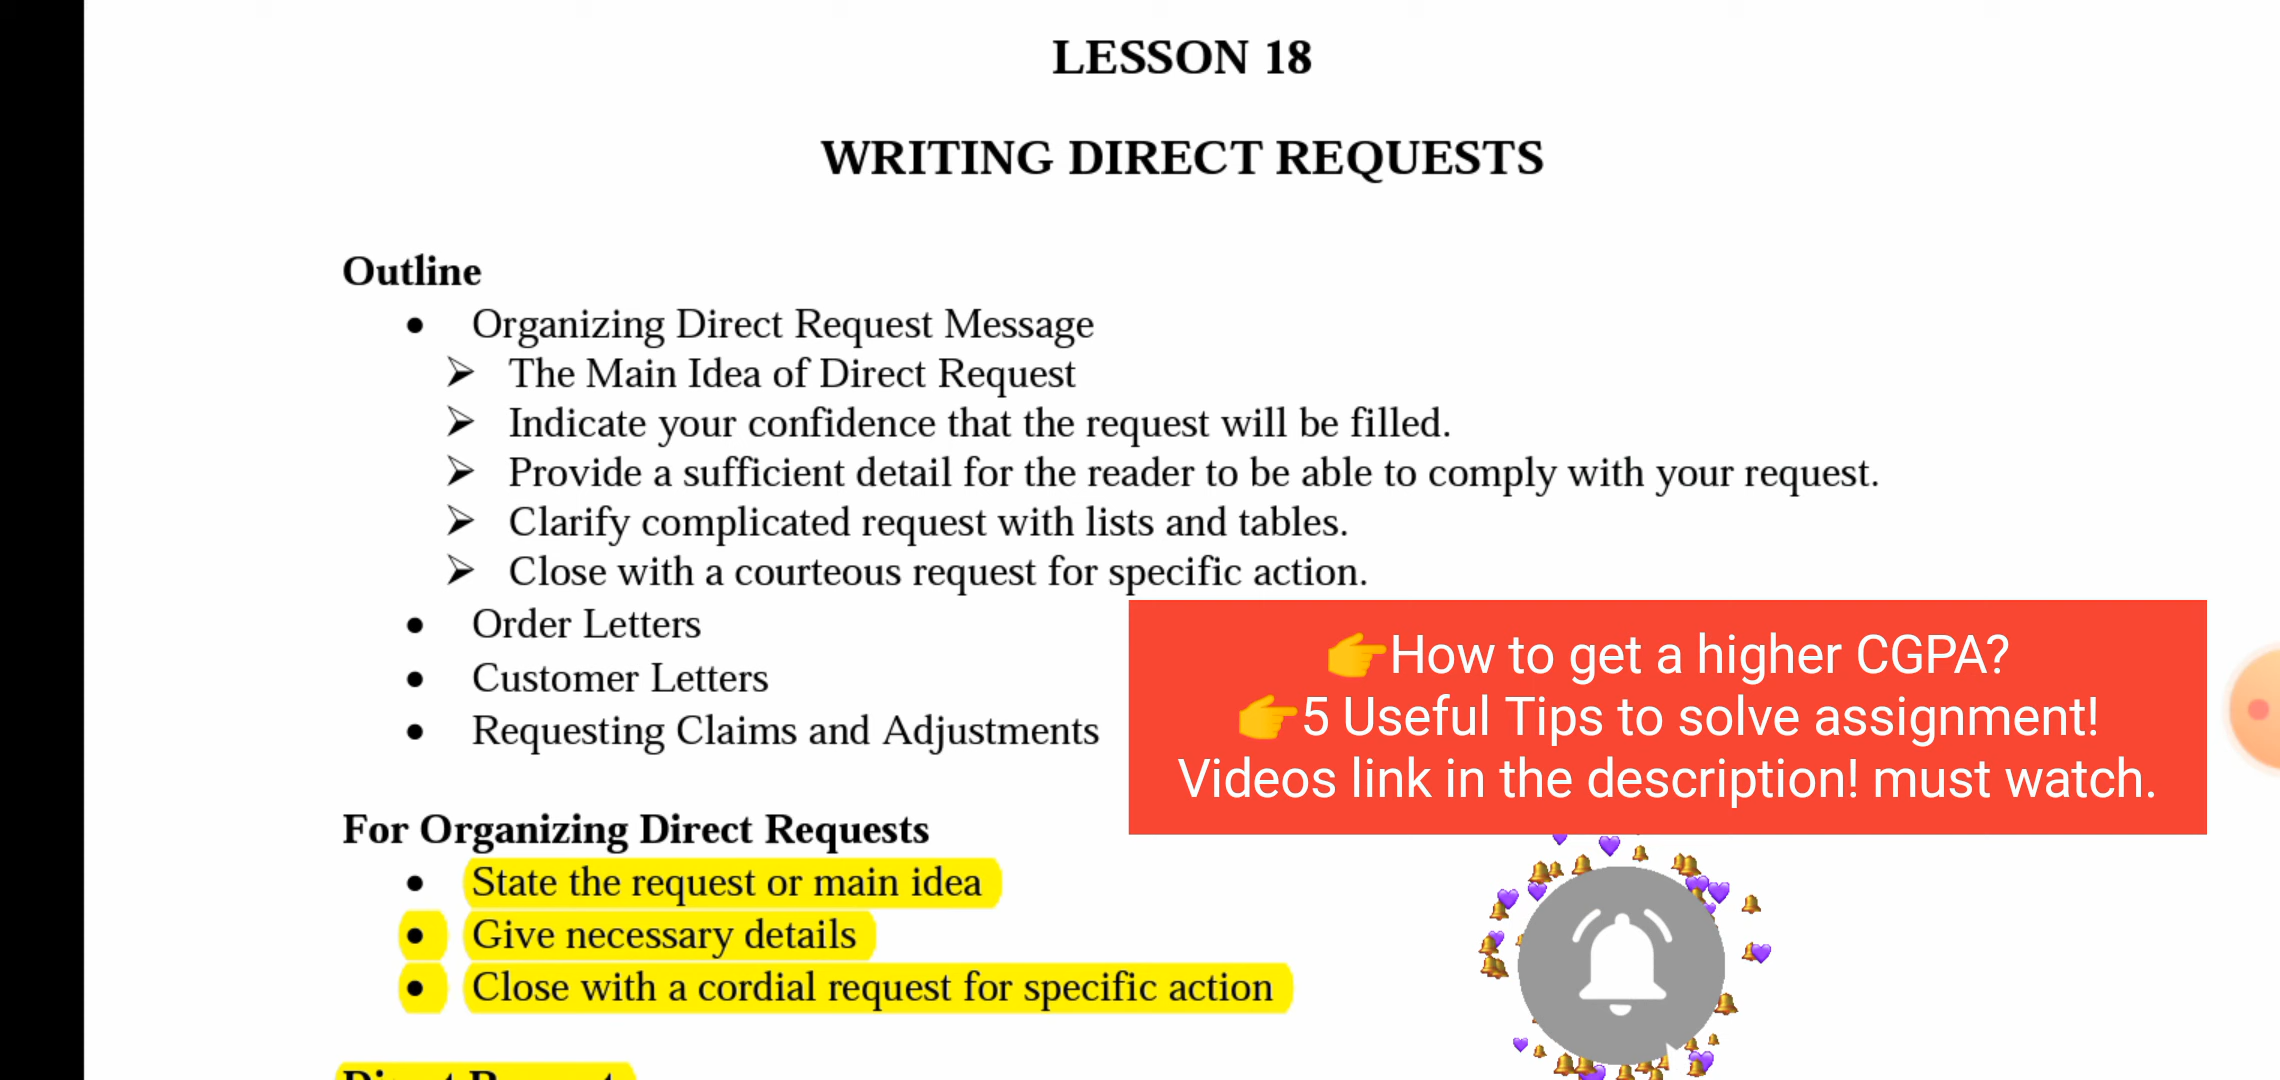 LESSON 18
WRITING DIRECT REQUESTS
Outline
• Organizing Direct Request Message
➢ The Main Idea of Direct Request
➢ Indicate your confidence that the request will be filled.
➢ Provide a sufficient detail for the reader to be able to comply with your request.
➢ Clarify complicated request with lists and tables.
➢ Close with a courteous request for specific action.
• Order Letters
• Customer Letters
• Requesting Claims and Adjustments
👉How to get a higher CGPA?
👉5 Useful Tips to solve assignment!
Videos link in the description! must watch.
For Organizing Direct Requests
• State the request or main idea
• Give necessary details
• Close with a cordial request for specific action